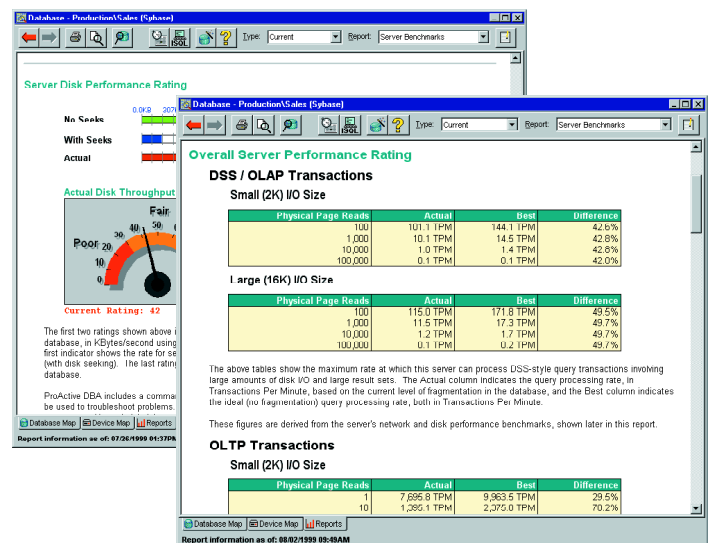 Database - Production\Sales (Sybase)
ISQL
Type: Current
Report: Server Benchmarks
Server Disk Performance Rating
0.0KB
No Seeks
With Seeks
Actual
Actual Disk Throughput
Fair
Poor
0
10
20
30
40
50
Current Rating: 42
The first two ratings shown above
database, in KBytes/second using
first indicator shows the rate for
(with disk seeking). The last rating
database.
ProActive DBA includes a
be used to troubleshoot problems.
Database Map
Device Map
Reports
Report information as of: 07/26/1999 01:37PM
Database - Production\Sales (Sybase)
ISQL
Type: Current
Report: Server Benchmarks
Overall Server Performance Rating
DSS / OLAP Transactions
Small (2K) I/O Size
Physical Page Reads Actual Best Difference
100 101.1 TPM 144.1 TPM 42.6%
1,000 10.1 TPM 14.5 TPM 42.8%
10,000 1.0 TPM 1.4 TPM 42.8%
100,000 0.1 TPM 0.1 TPM 42.0%
Large (16K) I/O Size
Physical Page Reads Actual Best Difference
100 115.0 TPM 171.8 TPM 49.5%
1,000 11.5 TPM 17.3 TPM 49.7%
10,000 1.2 TPM 1.7 TPM 49.7%
100,000 0.1 TPM 0.2 TPM 49.7%
The above tables show the maximum rate at which this server can process DSS-style query transactions involving
large amounts of disk I/O and large result sets. The Actual column indicates the query processing rate, in
Transactions Per Minute, based on the current level of fragmentation in the database, and the Best column indicates
the ideal (no fragmentation) query processing rate, both in Transactions Per Minute.
These figures are derived from the server's network and disk performance benchmarks, shown later in this report.
OLTP Transactions
Small (2K) I/O Size
Physical Page Reads Actual Best Difference
1 7,695.8 TPM 9,963.5 TPM 29.5%
10 1,395.1 TPM 2,375.0 TPM 70.2%
Database Map
Device Map
Reports
Report information as of: 08/02/1999 09:49AM